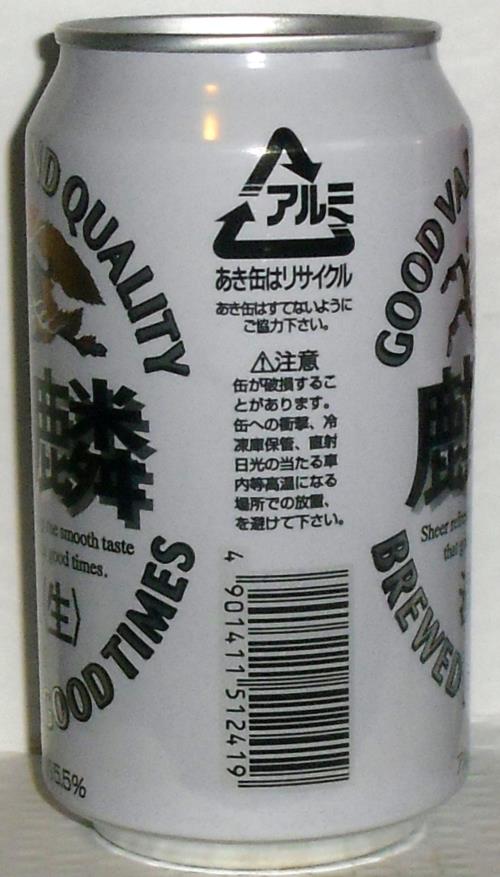 ND QUALITY
麟
the smooth taste
good times.
〈生〉
GOOD TIMES
5.5%
アルミ
あき缶はリサイクル
あき缶はすてないように
ご協力下さい。
⚠注意
缶が破損するこ
とがあります。
缶への衝撃、冷
凍庫保管、直射
日光の当たる車
内等高温になる
場所での放置、
を避けて下さい。
4 901411 512419
GOOD VA
麒
Sheer
that
BREWED